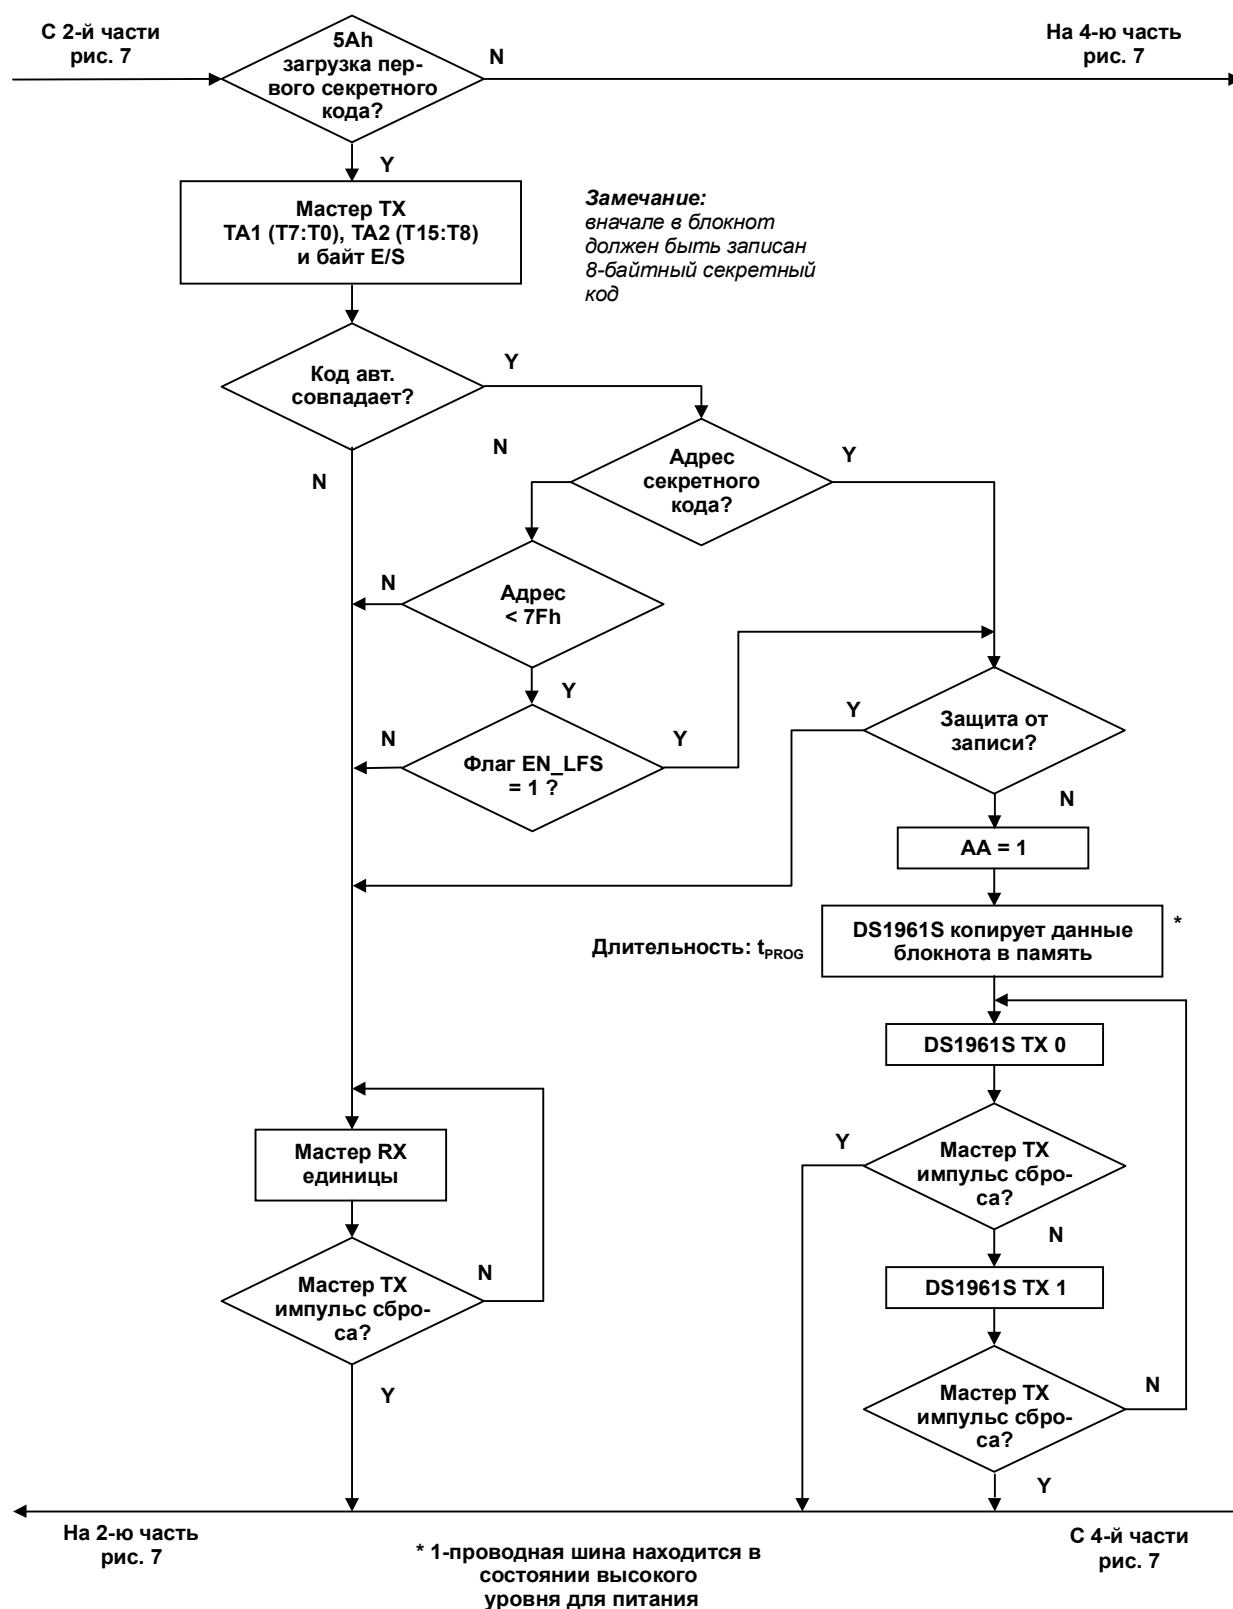 С 2-й части
рис. 7
5Ah
загрузка пер-
вого секретного
кода?
N
На 4-ю часть
рис. 7
Y
Мастер TX
TA1 (T7:T0), TA2 (T15:T8)
и байт E/S
Замечание:
вначале в блокнот
должен быть записан
8-байтный секретный
код
Код авт.
совпадает?
Y
N
N
Адрес
секретного
кода?
Y
N
Адрес
< 7Fh
Y
N
Флаг EN_LFS
= 1 ?
Y
Y
Защита от
записи?
N
AA = 1
Длительность: tPROG
DS1961S копирует данные
блокнота в память
*
DS1961S TX 0
Мастер RX
единицы
Y
Мастер TX
импульс сбро-
са?
N
Мастер TX
импульс сбро-
са?
N
DS1961S TX 1
Y
Мастер TX
импульс сбро-
са?
N
Y
На 2-ю часть
рис. 7
* 1-проводная шина находится в
состоянии высокого
уровня для питания
С 4-й части
рис. 7